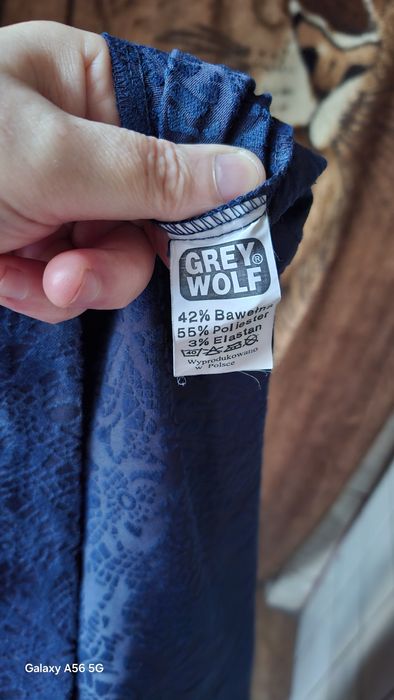 GREY®
WOLF
42% Bawełna
55% Poliester
3% Elastan
40
Wyprodukowano
w Polsce
Galaxy A56 5G